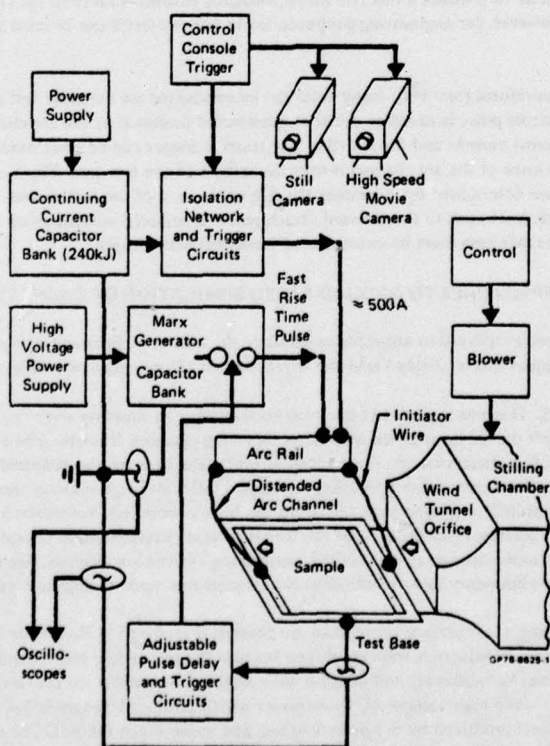 Control
Console
Trigger
Power
Supply
Still
Camera
High Speed
Movie
Camera
Continuing
Current
Capacitor
Bank (240kJ)
Isolation
Network
nd Trigger
Circuits
Control
Fast
Rise
Time
Pulse
≈ 500A
High
Voltage
Power
Supply
Marx
Generator
Capacitor
Bank
Blower
Initiator
Wire
Arc Rail
Distended
Arc Channel
Stilling
Chamber
Wind
Tunnel
Orifice
Sample
Test Base
Oscillo-
scopes
Adjustable
Pulse Delay
and Trigger
Circuits
GP78-8625-1